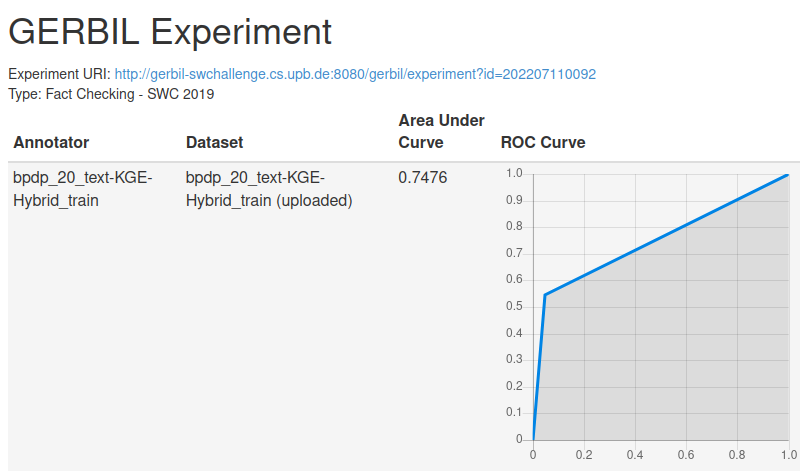 GERBIL Experiment
Experiment URI: http://gerbil-swchallenge.cs.upb.de:8080/gerbil/experiment?id=202207110092
Type: Fact Checking - SWC 2019
Annotator Dataset Area Under Curve ROC Curve
bpdp_20_text-KGE-Hybrid_train bpdp_20_text-KGE-Hybrid_train (uploaded) 0.7476
1.0
0.9
0.8
0.7
0.6
0.5
0.4
0.3
0.2
0.1
0
0 0.2 0.4 0.6 0.8 1.0